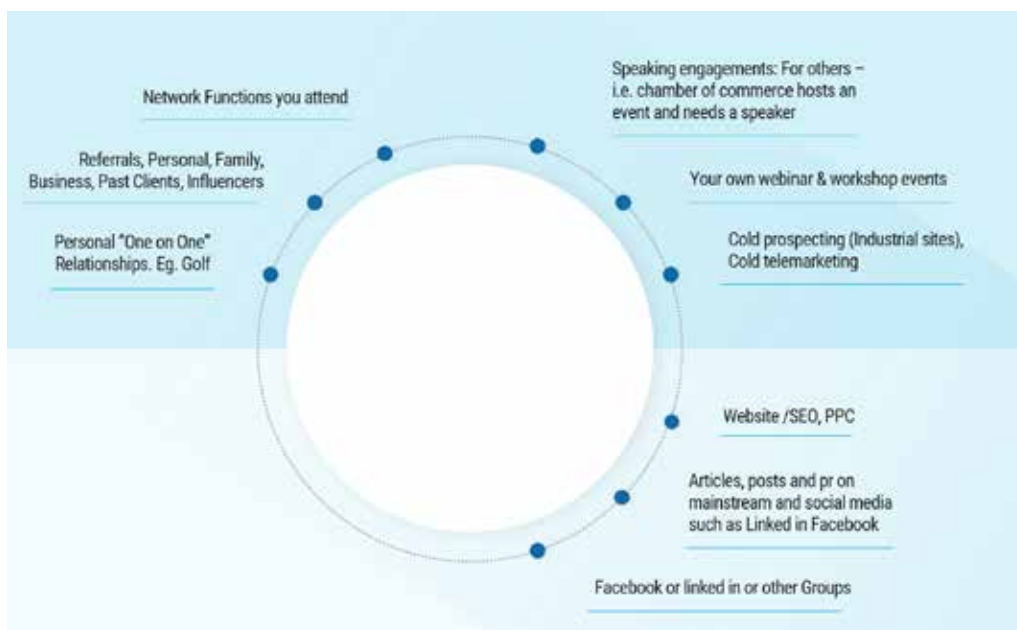 Network Functions you attend
Referrals, Personal, Family,
Business, Past Clients, Influencers
Personal “One on One”
Relationships. Eg. Golf
Speaking engagements: For others –
i.e. chamber of commerce hosts an
event and needs a speaker
Your own webinar & workshop events
Cold prospecting (Industrial sites),
Cold telemarketing
Website /SEO, PPC
Articles, posts and pr on
mainstream and social media
such as Linked in Facebook
Facebook or linked in or other Groups